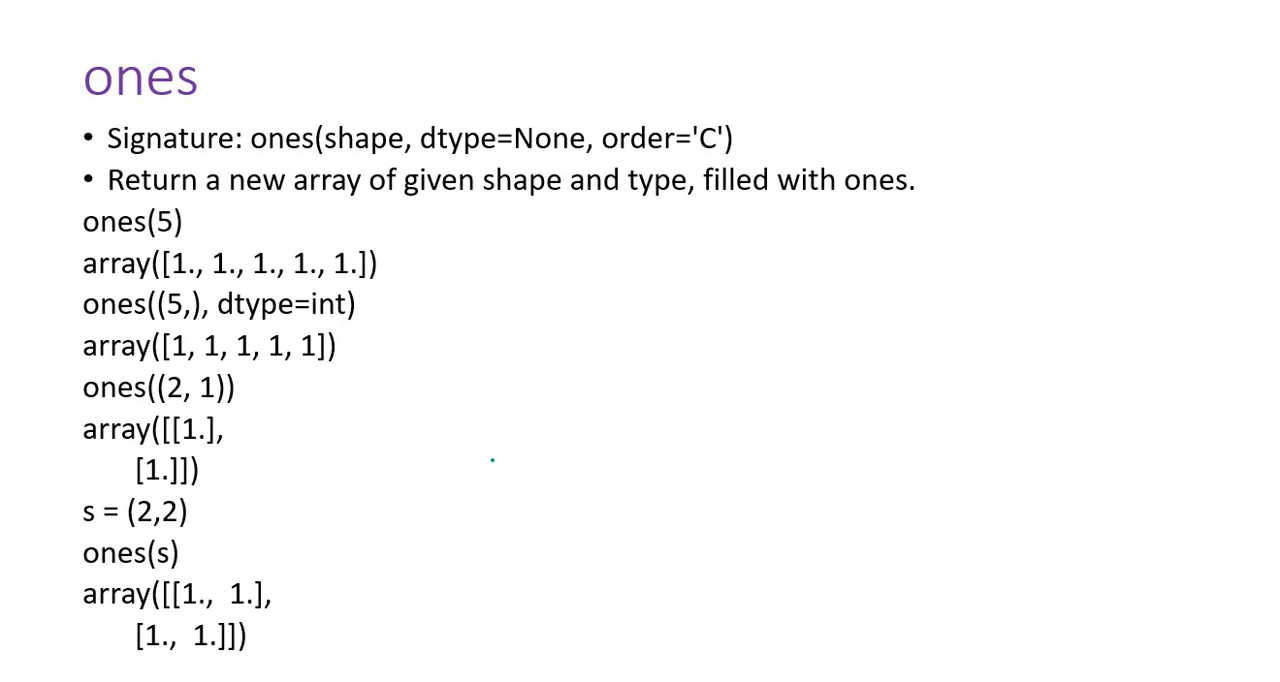 ones
• Signature: ones(shape, dtype=None, order='C')
• Return a new array of given shape and type, filled with ones.
ones(5)
array([1., 1., 1., 1., 1.])
ones((5,), dtype=int)
array([1, 1, 1, 1, 1])
ones((2, 1))
array([[1.],
[1.]])
s = (2,2)
ones(s)
array([[1., 1.],
[1., 1.]])